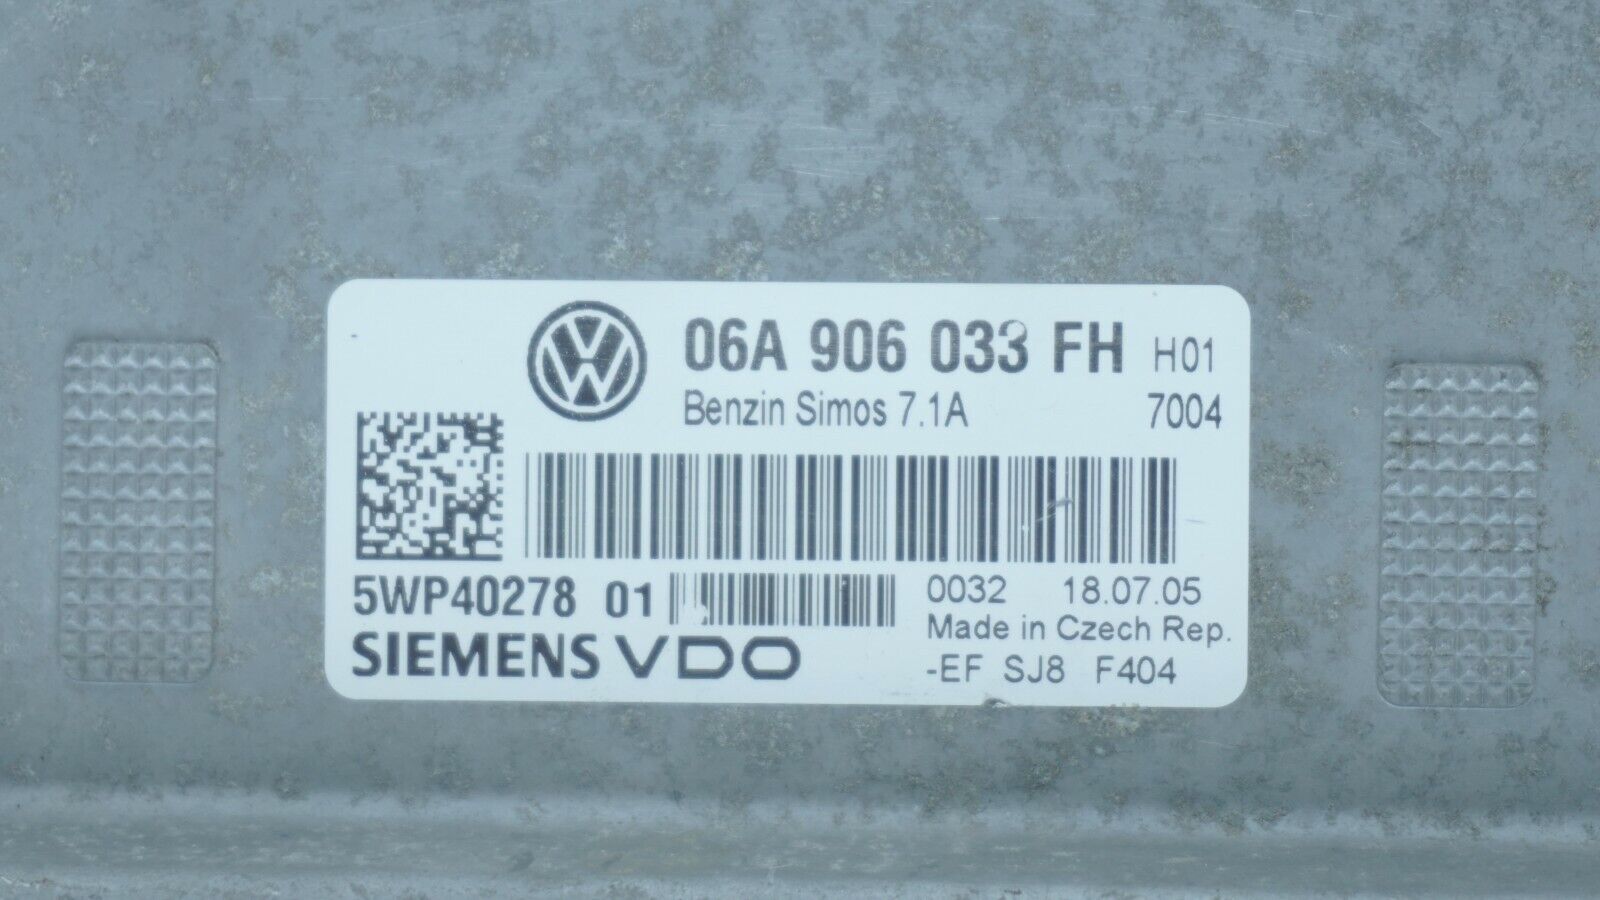 06A 906 033 FH H01
Benzin Simos 7.1A 7004
5WP40278 01 0032 18.07.05
Made in Czech Rep.
SIEMENS VDO -EF SJ8 F404